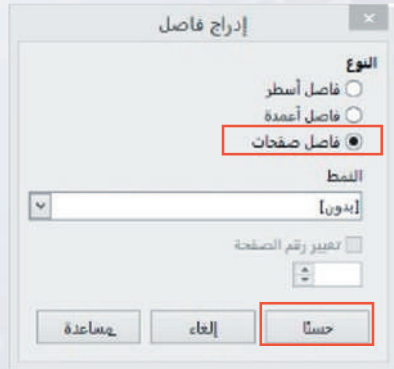 إدراج فاصل
النوع
فاصل أسطر
فاصل أعمدة
فاصل صفحات
النمط
[بدون]
تغيير رقم الصفحة
حسنًا
إلغاء
مساعدة